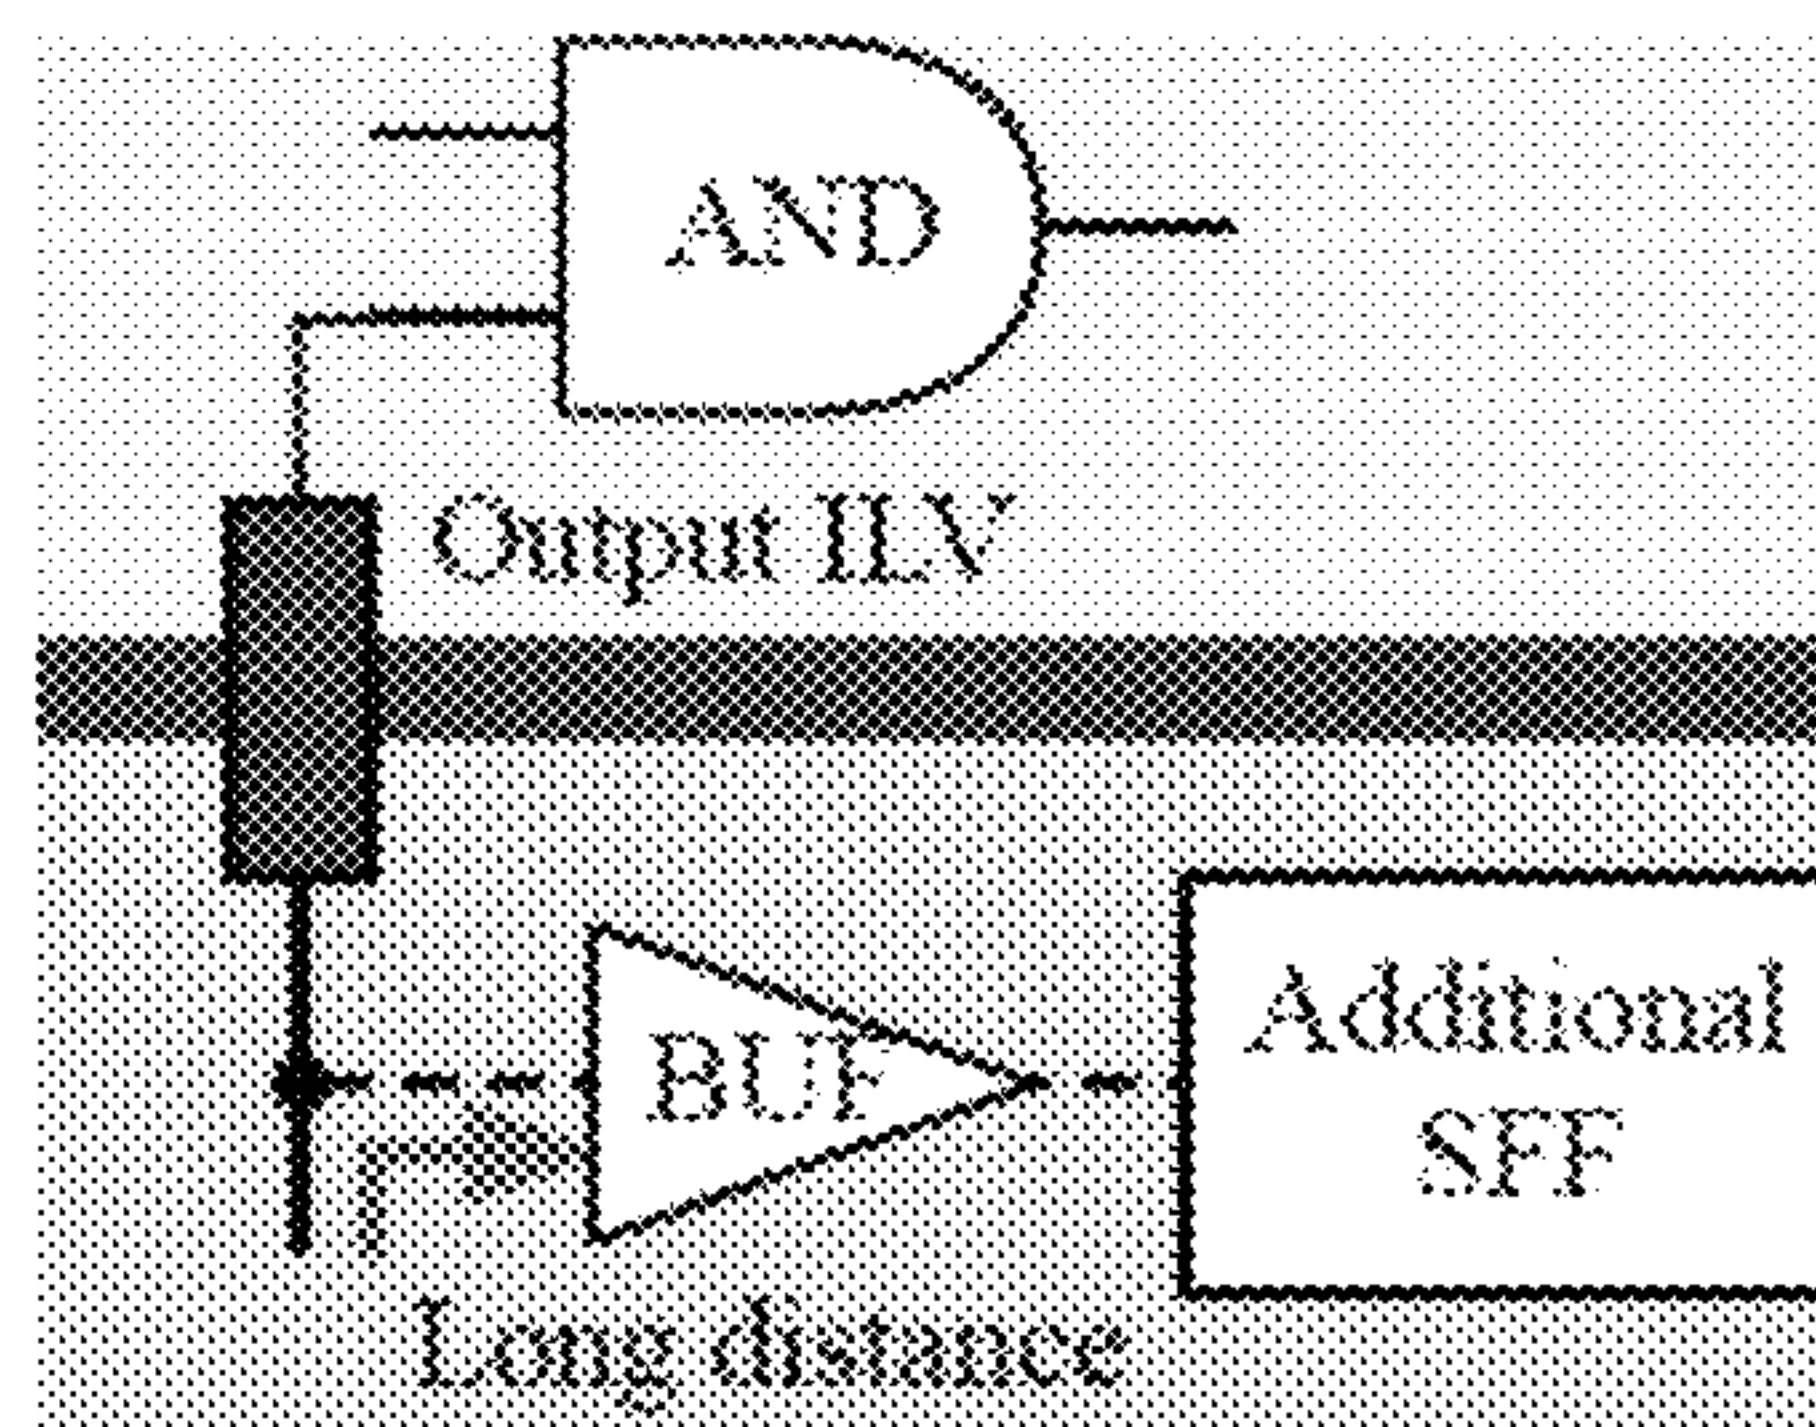 AND
Output ILV
BUF
Additional
SFF
Long distance